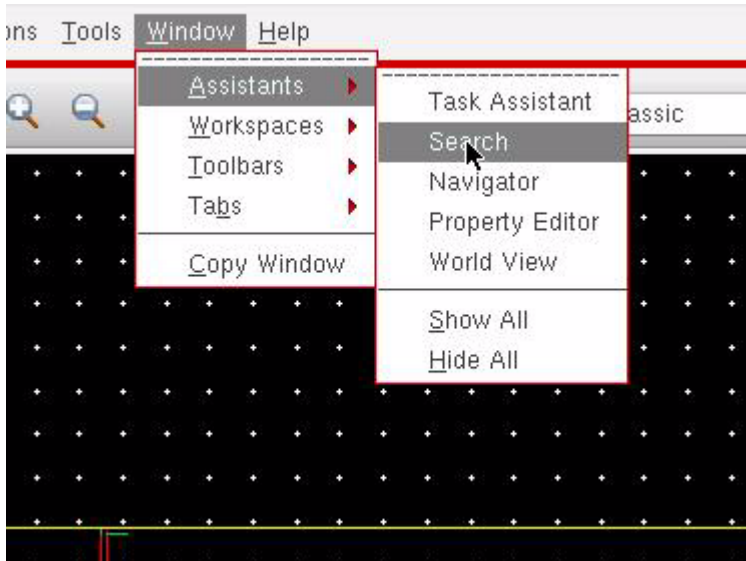 ons Tools Window Help
Assistants
Workspaces
Toolbars
Tabs
Copy Window
Task Assistant
Search
Navigator
Property Editor
World View
Show All
Hide All
assic